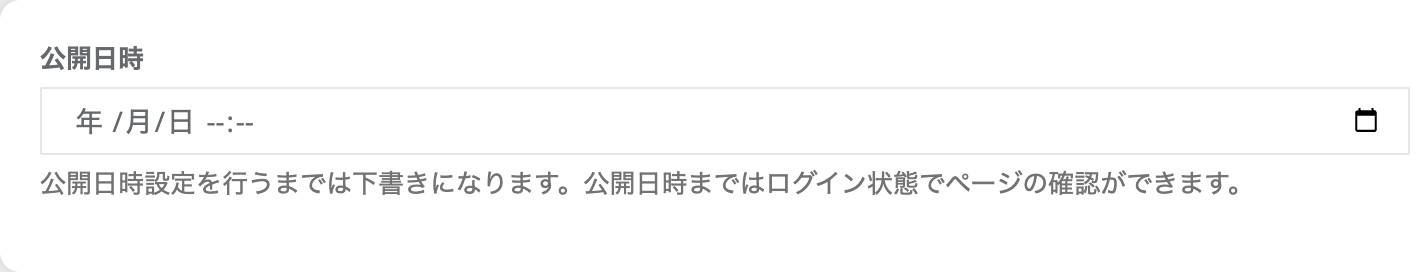 公開日時
年 /月/日 --:--
公開日時設定を行うまでは下書きになります。公開日時まではログイン状態でページの確認ができます。